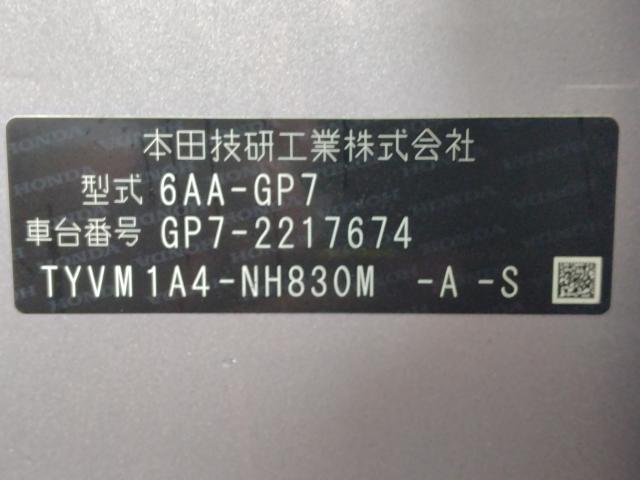 本田技研工業株式会社
型式 6AA-GP7
車台番号 GP7-2217674
TYVM1A4-NH830M -A -S